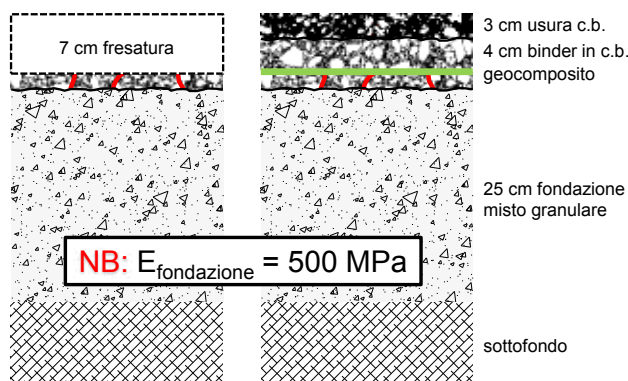 7 cm fresatura
3 cm usura c.b.
4 cm binder in c.b.
geocomposito
25 cm fondazione
misto granulare
NB: E_fondazione = 500 MPa
sottofondo